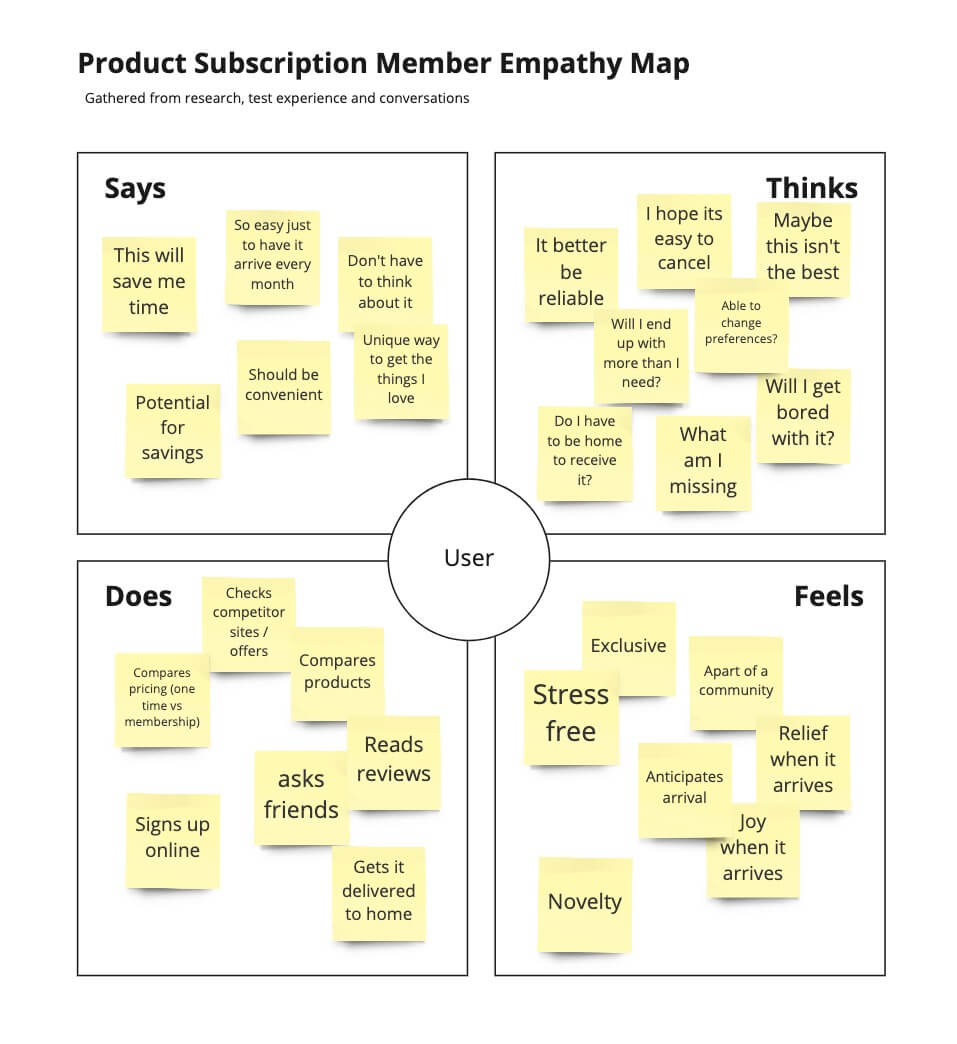 Product Subscription Member Empathy Map
Gathered from research, test experience and conversations
Says
This will
save me
time
So easy just
to have it
arrive every
month
Don't have
to think
about it
Unique way
to get the
things I
love
Should be
convenient
Potential
for
savings
Thinks
It better
be
reliable
I hope its
easy to
cancel
Maybe
this isn't
the best
Able to
change
preferences?
Will I end
up with
more than I
need?
Will I get
bored
with it?
Do I have
to be home
to receive
it?
What
am I
missing
User
Does
Checks
competitor
sites /
offers
Compares
products
Compares
pricing (one
time vs
membership)
Reads
reviews
asks
friends
Signs up
online
Gets it
delivered
to home
Feels
Exclusive
Apart of a
community
Stress
free
Relief
when it
arrives
Anticipates
arrival
Joy
when it
arrives
Novelty